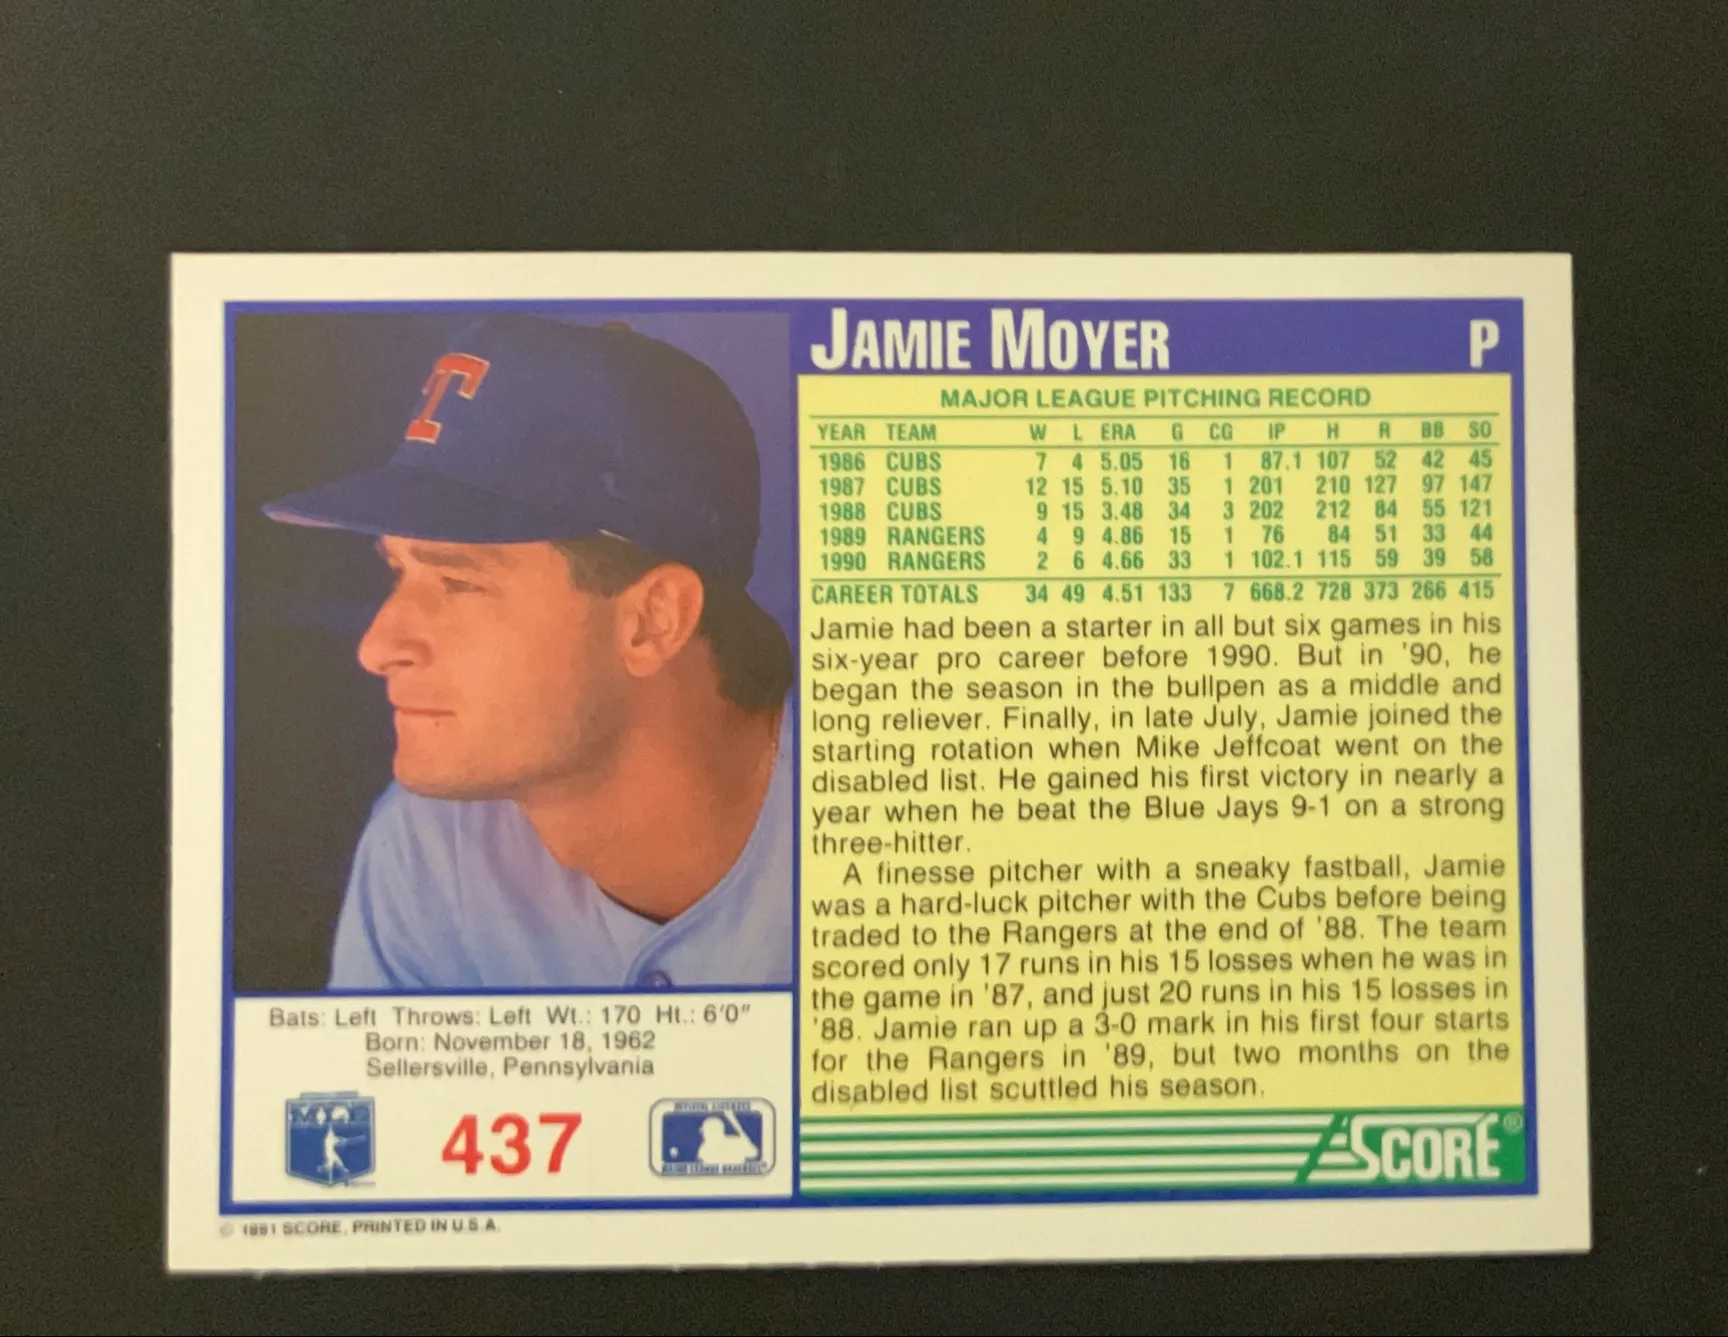 JAMIE MOYER P
MAJOR LEAGUE PITCHING RECORD
YEAR TEAM W L ERA G CG IP H R BB SO
1986 CUBS 7 4 5.05 16 1 87.1 107 52 42 45
1987 CUBS 12 15 5.10 35 1 201 210 127 97 147
1988 CUBS 9 15 3.48 34 3 202 212 84 55 121
1989 RANGERS 4 9 4.86 15 1 76 84 51 33 44
1990 RANGERS 2 6 4.66 33 1 102.1 115 59 39 58
CAREER TOTALS 34 49 4.51 133 7 668.2 728 373 266 415
Jamie had been a starter in all but six games in his
six-year pro career before 1990. But in '90, he
began the season in the bullpen as a middle and
long reliever. Finally, in late July, Jamie joined the
starting rotation when Mike Jeffcoat went on the
disabled list. He gained his first victory in nearly a
year when he beat the Blue Jays 9-1 on a strong
three-hitter.
A finesse pitcher with a sneaky fastball, Jamie
was a hard-luck pitcher with the Cubs before being
traded to the Rangers at the end of '88. The team
scored only 17 runs in his 15 losses when he was in
the game in '87, and just 20 runs in his 15 losses in
'88. Jamie ran up a 3-0 mark in his first four starts
for the Rangers in '89, but two months on the
disabled list scuttled his season.
SCORE®
T
Bats: Left Throws: Left Wt.: 170 Ht.: 6'0"
Born: November 18, 1962
Sellersville, Pennsylvania
437
© 1991 SCORE, PRINTED IN U.S.A.